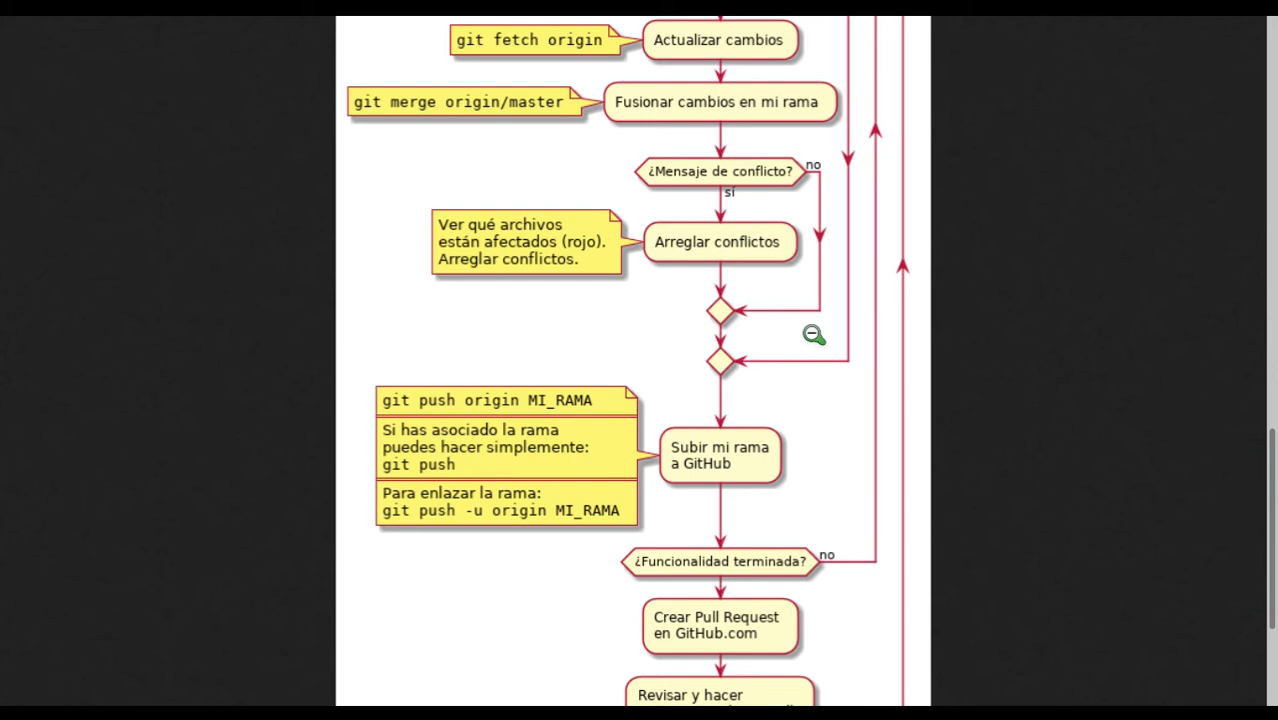 git fetch origin
Actualizar cambios
git merge origin/master
Fusionar cambios en mi rama
¿Mensaje de conflicto?
no
sí
Ver qué archivos
están afectados (rojo).
Arreglar conflictos.
Arreglar conflictos
git push origin MI_RAMA
Si has asociado la rama
puedes hacer simplemente:
git push
Para enlazar la rama:
git push -u origin MI_RAMA
Subir mi rama
a GitHub
¿Funcionalidad terminada?
no
Crear Pull Request
en GitHub.com
Revisar y hacer